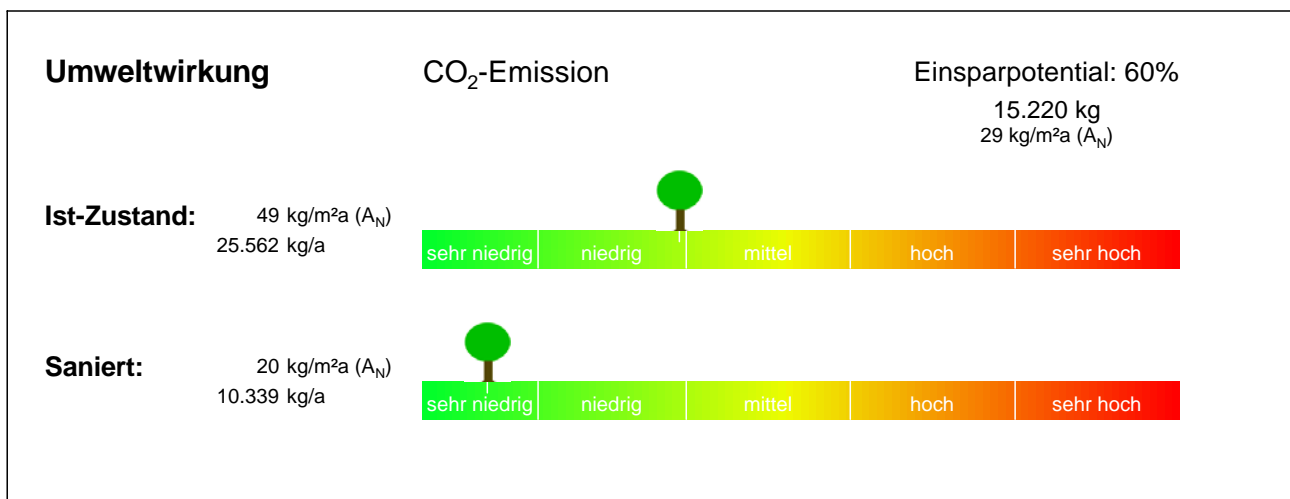 Umweltwirkung
CO₂-Emission
Einsparpotential: 60%
15.220 kg
29 kg/m²a (Aₙ)
Ist-Zustand:
49 kg/m²a (Aₙ)
25.562 kg/a
sehr niedrig niedrig mittel hoch sehr hoch
Saniert:
20 kg/m²a (Aₙ)
10.339 kg/a
sehr niedrig niedrig mittel hoch sehr hoch